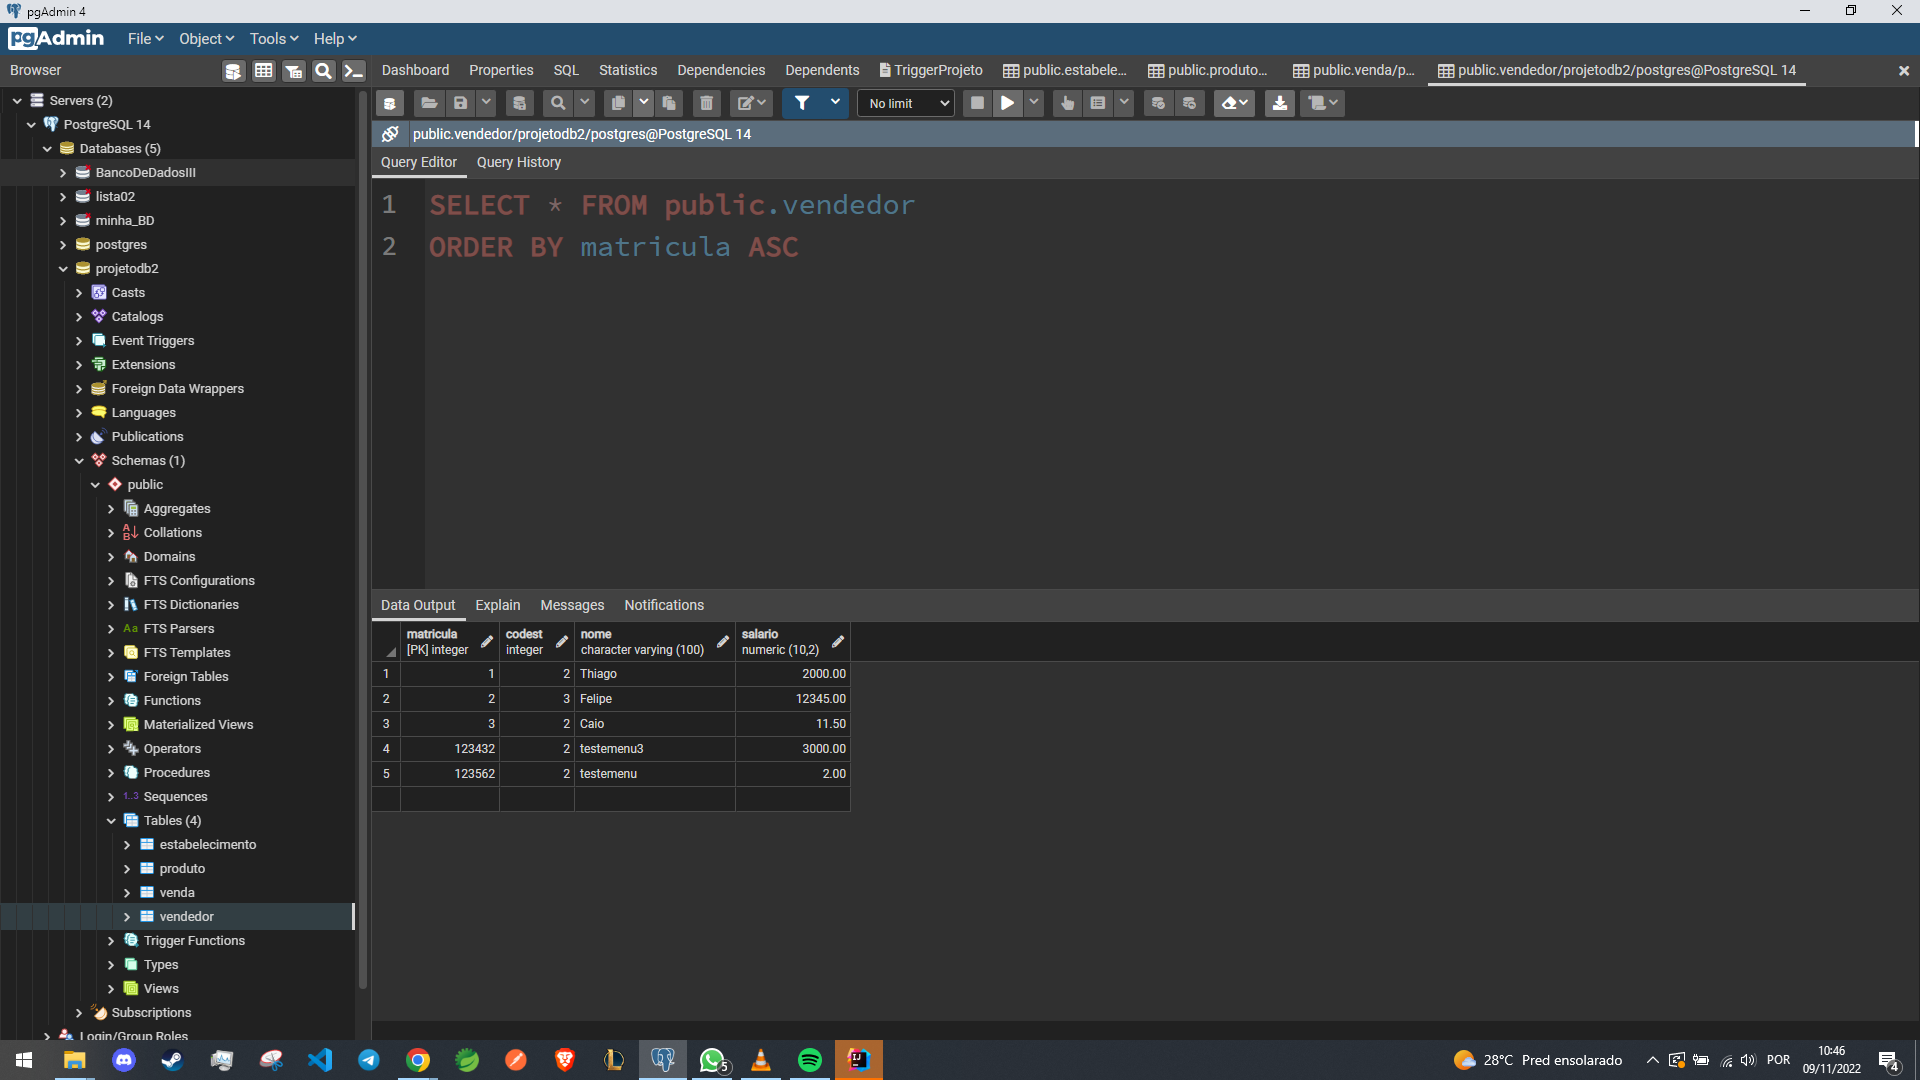 pgAdmin 4
pgAdmin File Object Tools Help
Browser
Dashboard Properties SQL Statistics Dependencies Dependents TriggerProjeto public.estabele... public.produto... public.venda/p... public.vendedor/projetodb2/postgres@PostgreSQL 14
No limit
public.vendedor/projetodb2/postgres@PostgreSQL 14
Query Editor Query History
1 SELECT * FROM public.vendedor
2 ORDER BY matricula ASC
Servers (2)
PostgreSQL 14
Databases (5)
BancoDeDadosIII
lista02
minha_BD
postgres
projetodb2
Casts
Catalogs
Event Triggers
Extensions
Foreign Data Wrappers
Languages
Publications
Schemas (1)
public
Aggregates
Collations
Domains
FTS Configurations
FTS Dictionaries
Aa FTS Parsers
FTS Templates
Foreign Tables
Functions
Materialized Views
Operators
Procedures
1..3 Sequences
Tables (4)
estabelecimento
produto
venda
vendedor
Trigger Functions
Types
Views
Subscriptions
Login/Group Roles
Data Output Explain Messages Notifications
matricula codest nome salario
[PK] integer integer character varying (100) numeric (10,2)
1 1 2 Thiago 2000.00
2 2 3 Felipe 12345.00
3 3 2 Caio 11.50
4 123432 2 testemenu3 3000.00
5 123562 2 testemenu 2.00
5
28°C Pred ensolarado
POR
10:46
09/11/2022
4